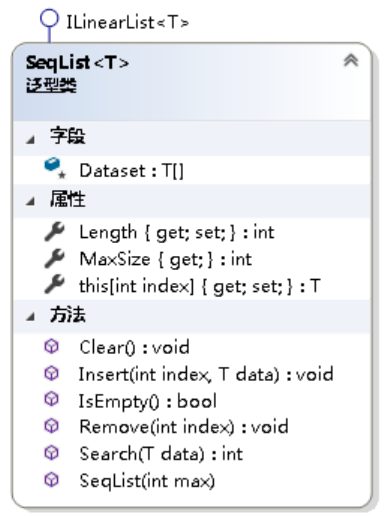 ILinearList<T>
SeqList<T>
泛型类
字段
Dataset : T[]
属性
Length { get; set; } : int
MaxSize { get; } : int
this[int index] { get; set; } : T
方法
Clear() : void
Insert(int index, T data) : void
IsEmpty() : bool
Remove(int index) : void
Search(T data) : int
SeqList(int max)